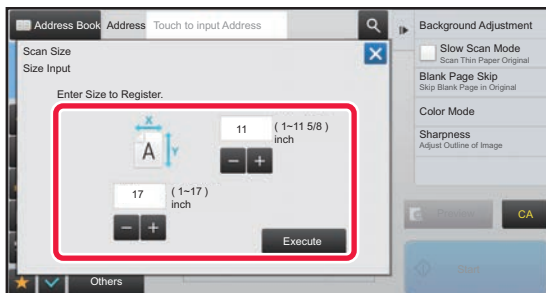 Address Book Address Touch to input Address
Scan Size
Size Input
Enter Size to Register.
X
A
Y
11
( 1~11 5/8 )
inch
17
( 1~17 )
inch
Execute
Others
Background Adjustment
Slow Scan Mode
Scan Thin Paper Original
Blank Page Skip
Skip Blank Page in Original
Color Mode
Sharpness
Adjust Outline of Image
Preview
CA
Start